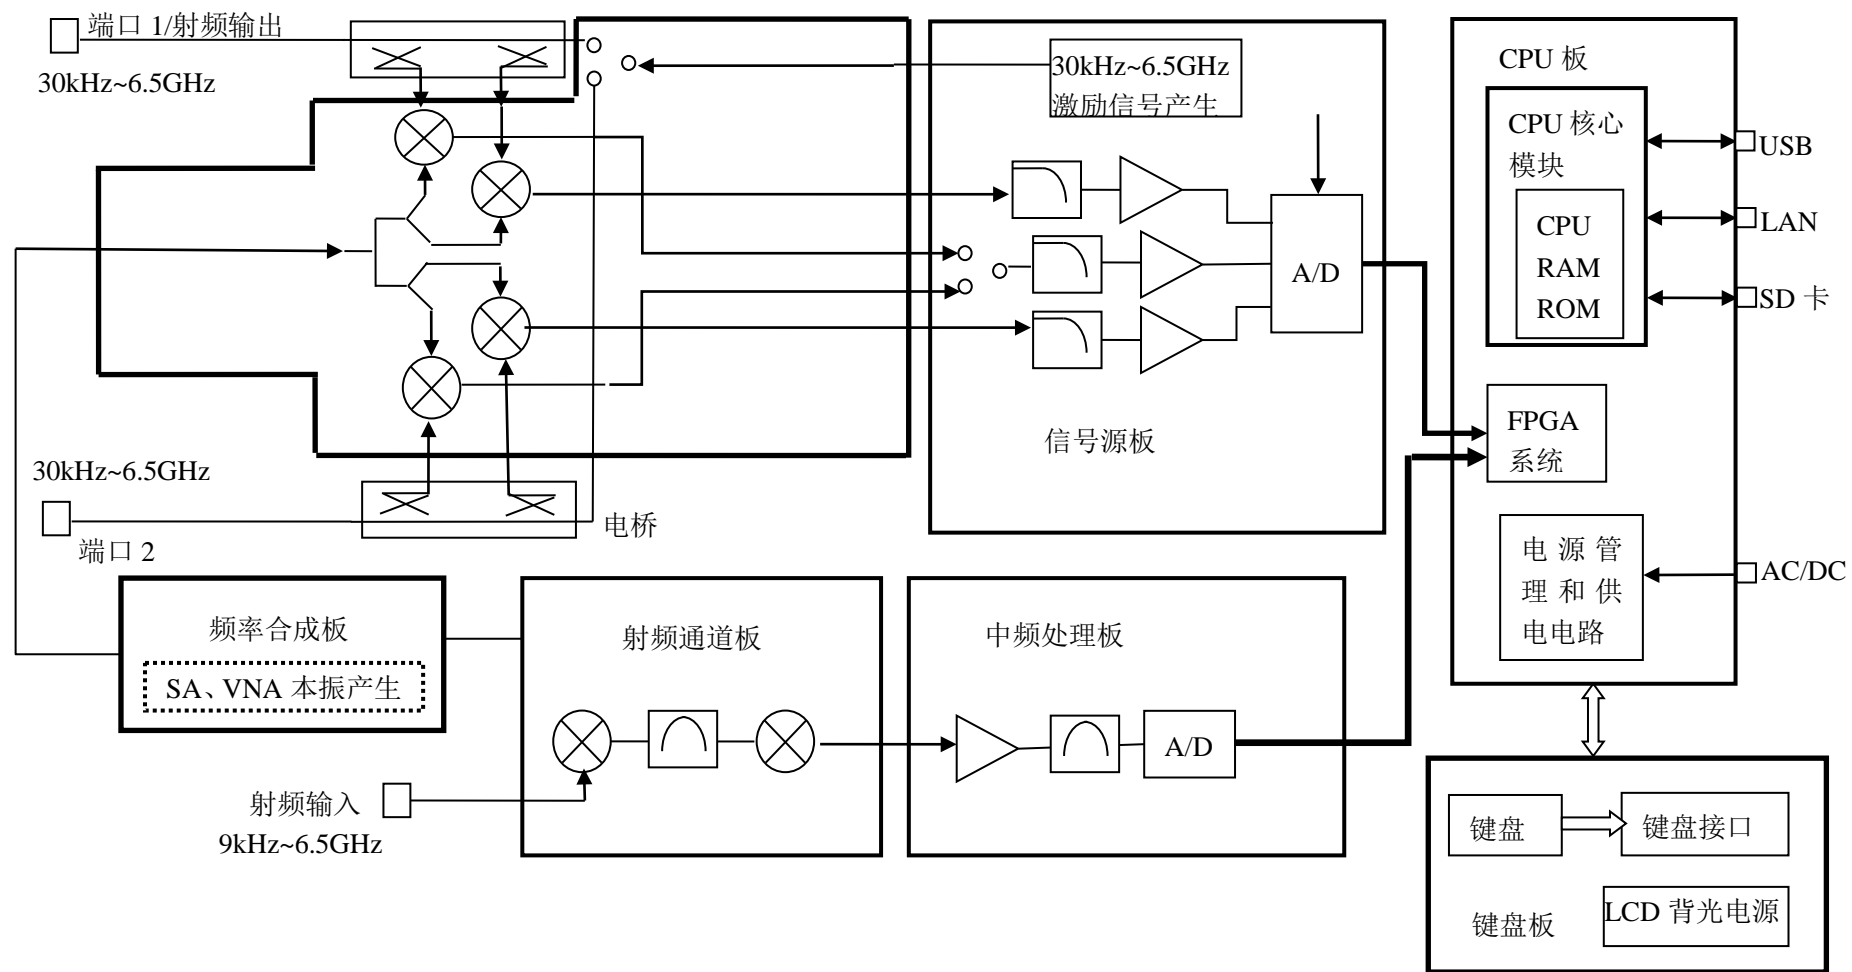 端口 1/射频输出
30kHz~6.5GHz
30kHz~6.5GHz
激励信号产生
A/D
信号源板
CPU 板
CPU 核心
模块
CPU
RAM
ROM
USB
LAN
SD 卡
FPGA
系统
电源管
理和供
电电路
AC/DC
30kHz~6.5GHz
端口 2
电桥
频率合成板
SA、VNA 本振产生
射频通道板
中频处理板
A/D
射频输入
9kHz~6.5GHz
键盘
键盘接口
键盘板
LCD 背光电源